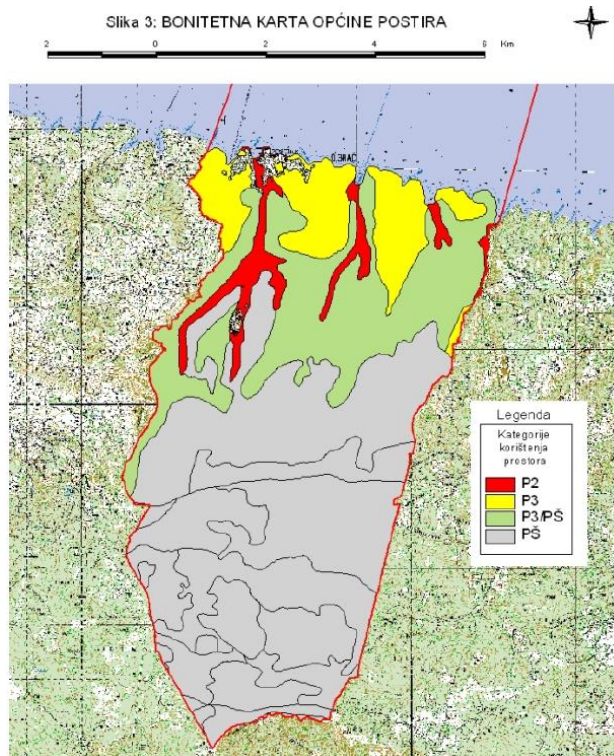 Slika 3: BONITETNA KARTA OPĆINE POSTIRA
2 0 2 4 6 Km
Legenda
Kategorije
korištenja
prostora
P2
P3
P3/PŠ
PŠ